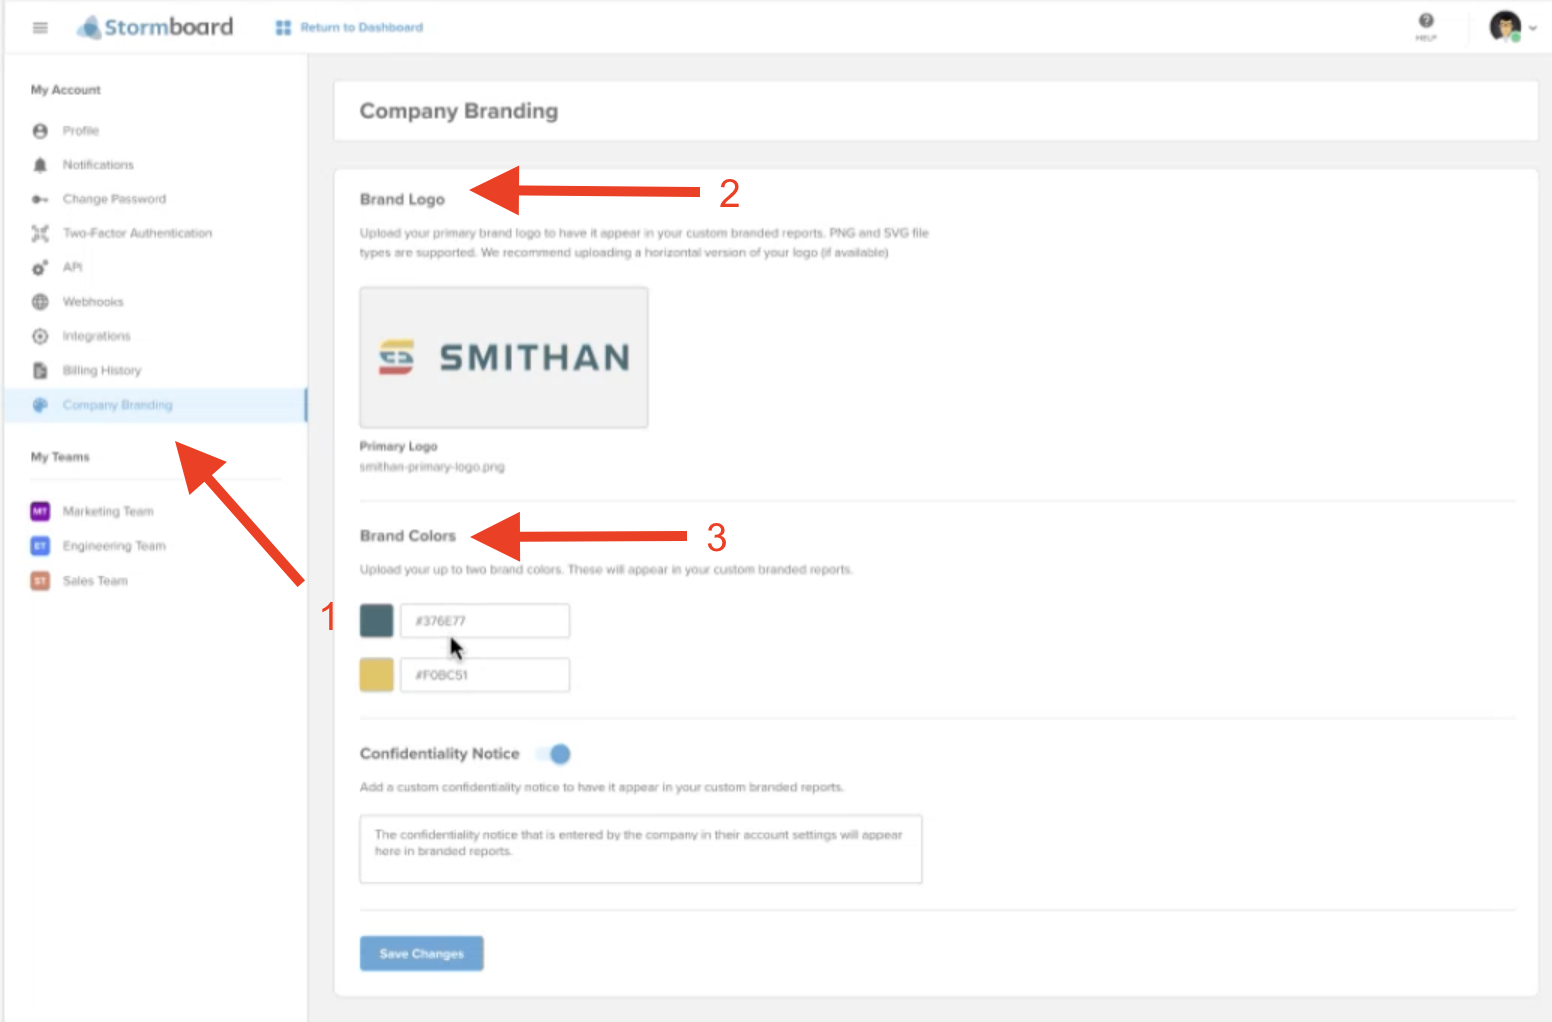 Stormboard
Return to Dashboard
HELP
My Account
Profile
Notifications
Change Password
Two-Factor Authentication
API
Webhooks
Integrations
Billing History
Company Branding
My Teams
MT Marketing Team
ET Engineering Team
ST Sales Team
1
Company Branding
Brand Logo
2
Upload your primary brand logo to have it appear in your custom branded reports. PNG and SVG file
types are supported. We recommend uploading a horizontal version of your logo (if available)
SMITHAN
Primary Logo
smithan-primary-logo.png
Brand Colors
3
Upload your up to two brand colors. These will appear in your custom branded reports.
#376E77
#F0BC51
Confidentiality Notice
Add a custom confidentiality notice to have it appear in your custom branded reports.
The confidentiality notice that is entered by the company in their account settings will appear
here in branded reports.
Save Changes